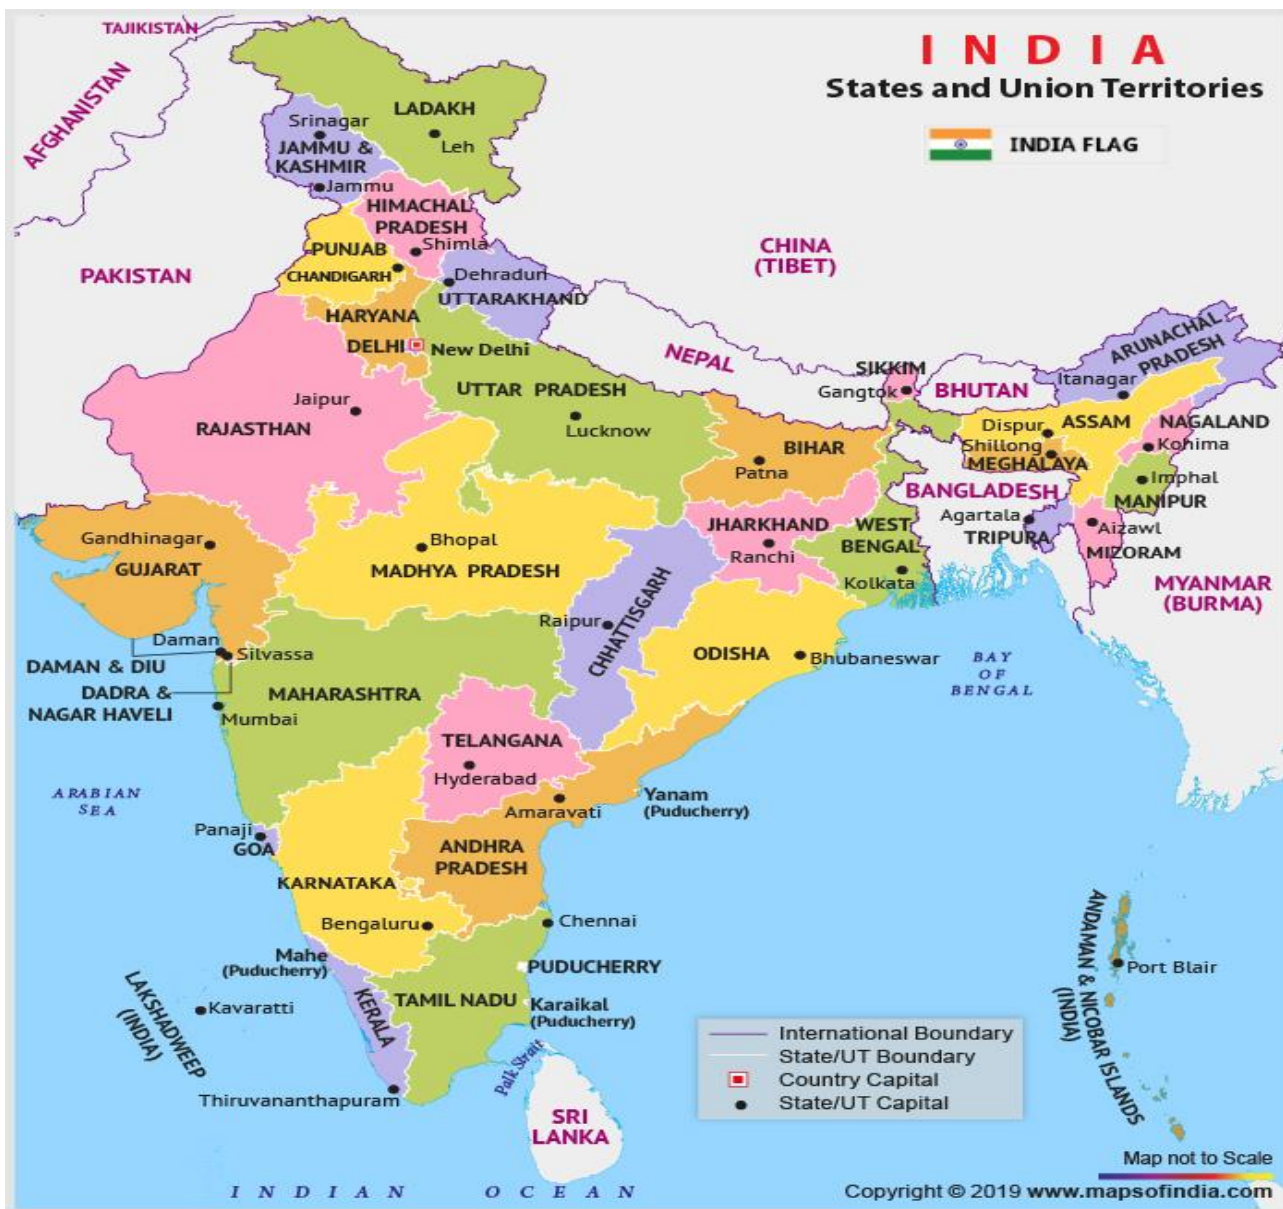 INDIA
States and Union Territories
INDIA FLAG
TAJIKISTAN
AFGHANISTAN
PAKISTAN
CHINA
(TIBET)
NEPAL
BHUTAN
BANGLADESH
MYANMAR
(BURMA)
SRI
LANKA
LADAKH
Leh
Srinagar
JAMMU &
KASHMIR
Jammu
HIMACHAL
PRADESH
Shimla
PUNJAB
CHANDIGARH
Dehradun
UTTARAKHAND
HARYANA
DELHI
New Delhi
UTTAR PRADESH
Lucknow
Jaipur
RAJASTHAN
SIKKIM
Gangtok
ARUNACHAL
PRADESH
Itanagar
Dispur
ASSAM
NAGALAND
Kohima
Shillong
MEGHALAYA
Imphal
MANIPUR
Agartala
TRIPURA
Aizawl
MIZORAM
BIHAR
Patna
JHARKHAND
Ranchi
WEST
BENGAL
Kolkata
Gandhinagar
GUJARAT
Bhopal
MADHYA PRADESH
Raipur
CHHATTISGARH
ODISHA
Bhubaneswar
Daman
DAMAN & DIU
Silvassa
DADRA &
NAGAR HAVELI
MAHARASHTRA
Mumbai
TELANGANA
Hyderabad
Amaravati
Yanam
(Puducherry)
ANDHRA
PRADESH
Panaji
GOA
KARNATAKA
Bengaluru
Chennai
Mahe
(Puducherry)
PUDUCHERRY
TAMIL NADU
Karaikal
(Puducherry)
KERALA
Thiruvananthapuram
Kavaratti
LAKSHADWEEP
(INDIA)
Port Blair
ANDAMAN & NICOBAR ISLANDS
(INDIA)
ARABIAN
SEA
BAY
OF
BENGAL
Palk Strait
INDIAN OCEAN
International Boundary
State/UT Boundary
Country Capital
State/UT Capital
Map not to Scale
Copyright © 2019 www.mapsofindia.com